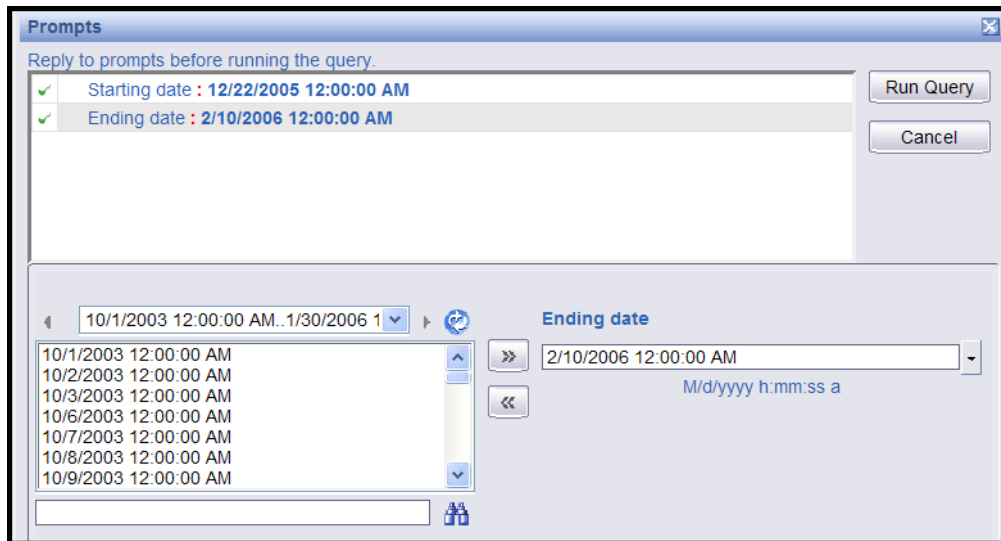 Prompts
Reply to prompts before running the query.
Starting date : 12/22/2005 12:00:00 AM
Ending date : 2/10/2006 12:00:00 AM
Run Query
Cancel
10/1/2003 12:00:00 AM..1/30/2006 1
10/1/2003 12:00:00 AM
10/2/2003 12:00:00 AM
10/3/2003 12:00:00 AM
10/6/2003 12:00:00 AM
10/7/2003 12:00:00 AM
10/8/2003 12:00:00 AM
10/9/2003 12:00:00 AM
Ending date
2/10/2006 12:00:00 AM
M/d/yyyy h:mm:ss a